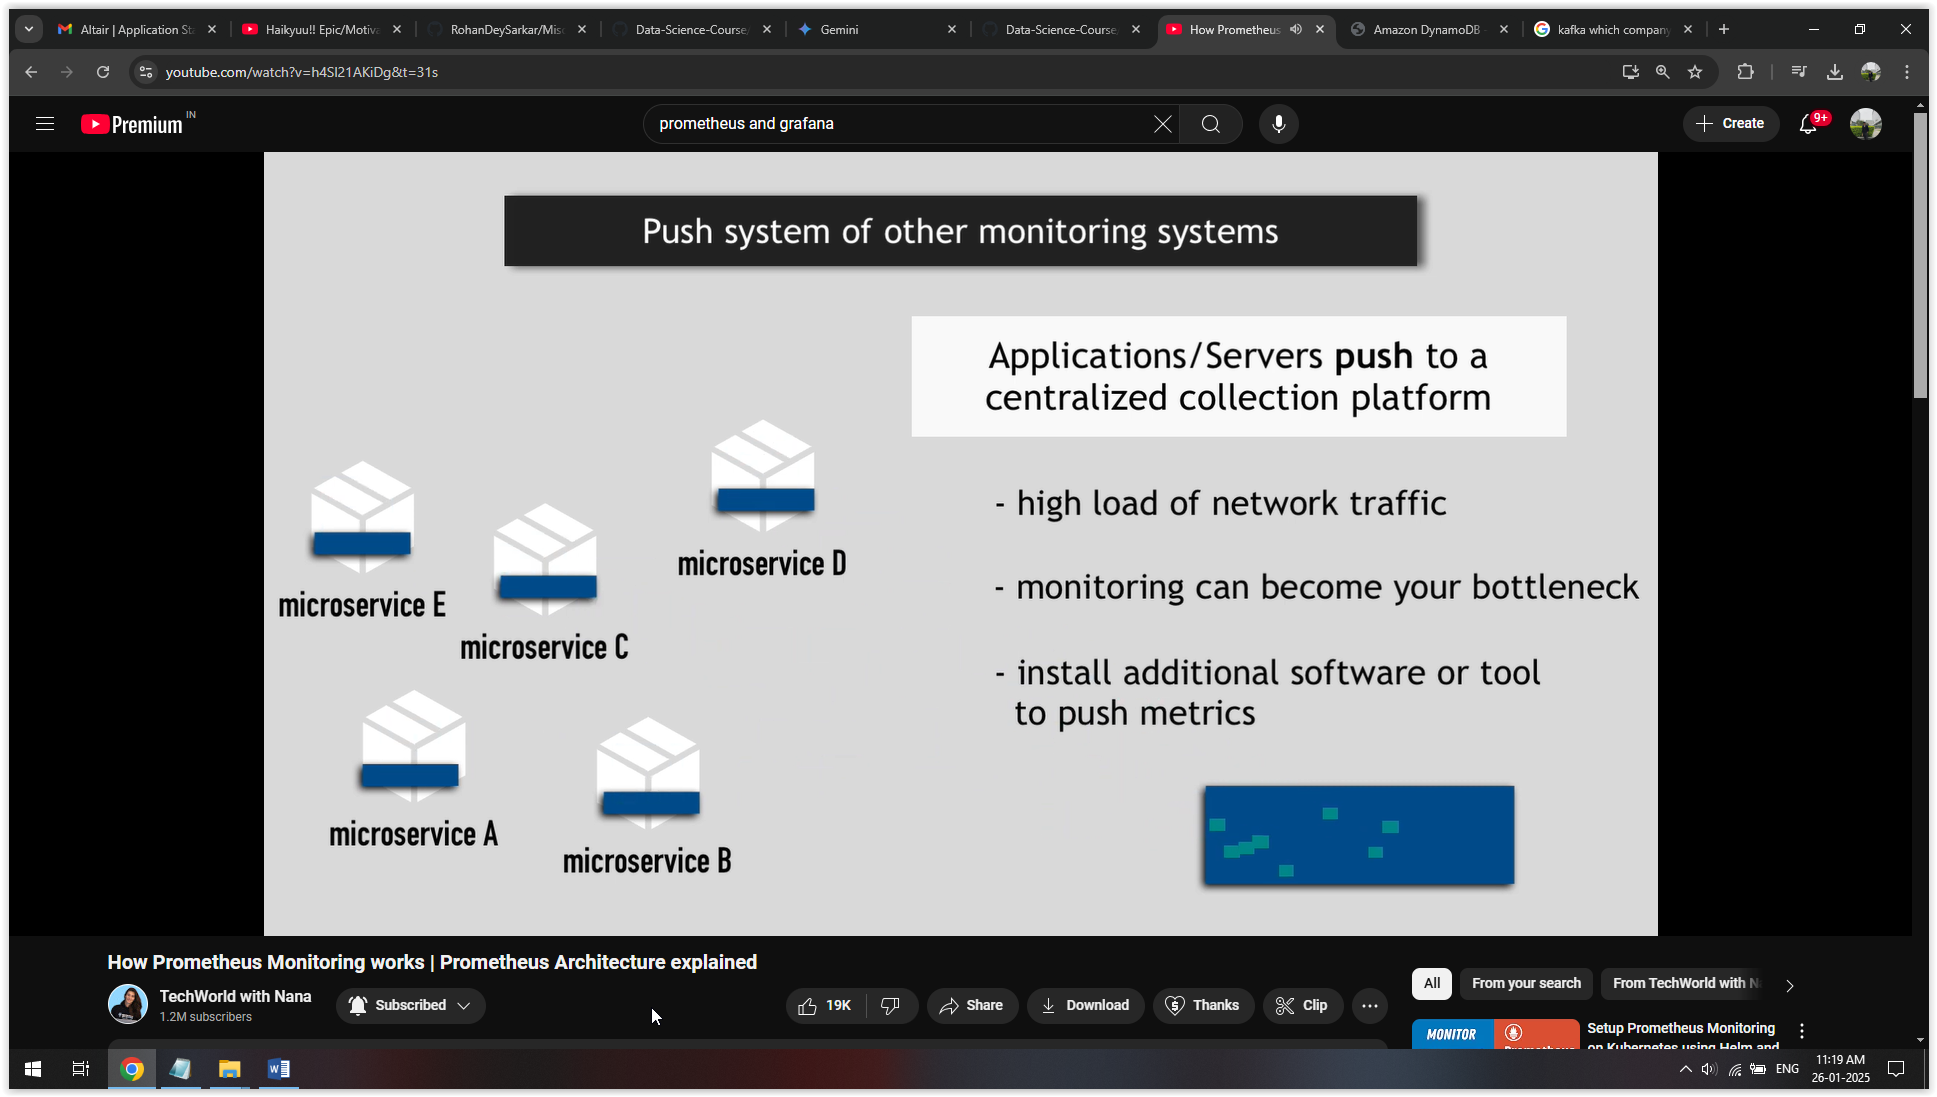 Altair | Application Sta
Haikyuu!! Epic/Motiva
RohanDeySarkar/Misc
Data-Science-Course/
Gemini
Data-Science-Course/
How Prometheus
Amazon DynamoDB
kafka which company
youtube.com/watch?v=h4Sl21AKiDg&t=31s
Premium IN
prometheus and grafana
Create
9+
Push system of other monitoring systems
Applications/Servers push to a
centralized collection platform
- high load of network traffic
- monitoring can become your bottleneck
- install additional software or tool
to push metrics
microservice D
microservice E
microservice C
microservice A
microservice B
How Prometheus Monitoring works | Prometheus Architecture explained
TechWorld with Nana
1.2M subscribers
Subscribed
19K
Share
Download
Thanks
Clip
All
From your search
From TechWorld with N
MONITOR
Setup Prometheus Monitoring
on Kubernetes using Helm and
ENG
11:19 AM
26-01-2025